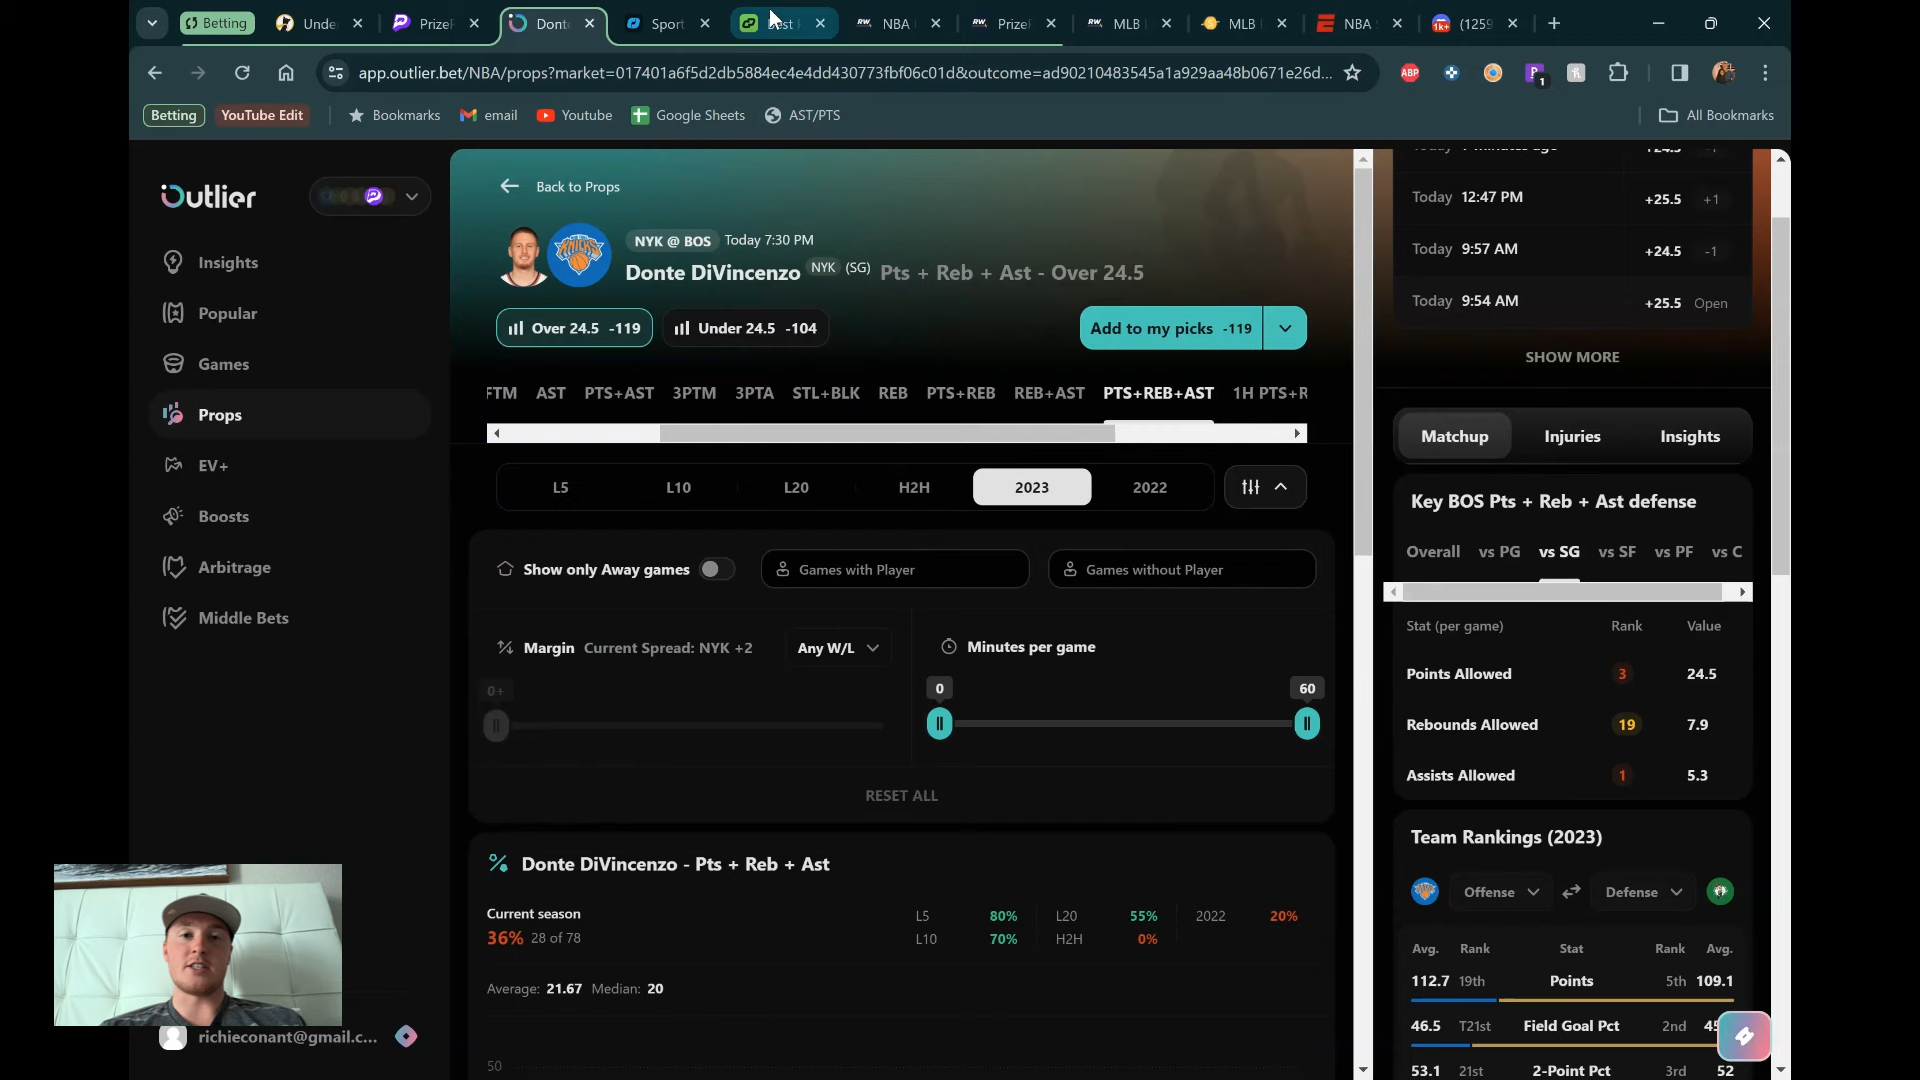 Betting
Unde
PrizeP
Dont
Sport
Best
NBA
PrizeF
MLB
MLB
NBA
(1259
app.outlier.bet/NBA/props?market=017401a6f5d2db5884ec4e4dd430773fbf06c01d&outcome=ad90210483545a1a929aa48b0671e26d...
Betting
YouTube Edit
Bookmarks
email
Youtube
Google Sheets
AST/PTS
All Bookmarks
Outlier
Insights
Popular
Games
Props
EV+
Boosts
Arbitrage
Middle Bets
richieconant@gmail.c...
Back to Props
NYK @ BOS Today 7:30 PM
Donte DiVincenzo NYK (SG) Pts + Reb + Ast - Over 24.5
Over 24.5 -119
Under 24.5 -104
Add to my picks -119
FTM AST PTS+AST 3PTM 3PTA STL+BLK REB PTS+REB REB+AST PTS+REB+AST 1H PTS+R
L5 L10 L20 H2H 2023 2022
Show only Away games
Games with Player
Games without Player
Margin Current Spread: NYK +2 Any W/L
0+
Minutes per game
0 60
RESET ALL
Donte DiVincenzo - Pts + Reb + Ast
Current season
36% 28 of 78
L5 80% L20 55% 2022 20%
L10 70% H2H 0%
Average: 21.67 Median: 20
50
Today 12:47 PM +25.5 +1
Today 9:57 AM +24.5 -1
Today 9:54 AM +25.5 Open
SHOW MORE
Matchup Injuries Insights
Key BOS Pts + Reb + Ast defense
Overall vs PG vs SG vs SF vs PF vs C
Stat (per game) Rank Value
Points Allowed 3 24.5
Rebounds Allowed 19 7.9
Assists Allowed 1 5.3
Team Rankings (2023)
Offense Defense
Avg. Rank Stat Rank Avg.
112.7 19th Points 5th 109.1
46.5 T21st Field Goal Pct 2nd
53.1 21st 2-Point Pct 3rd 52